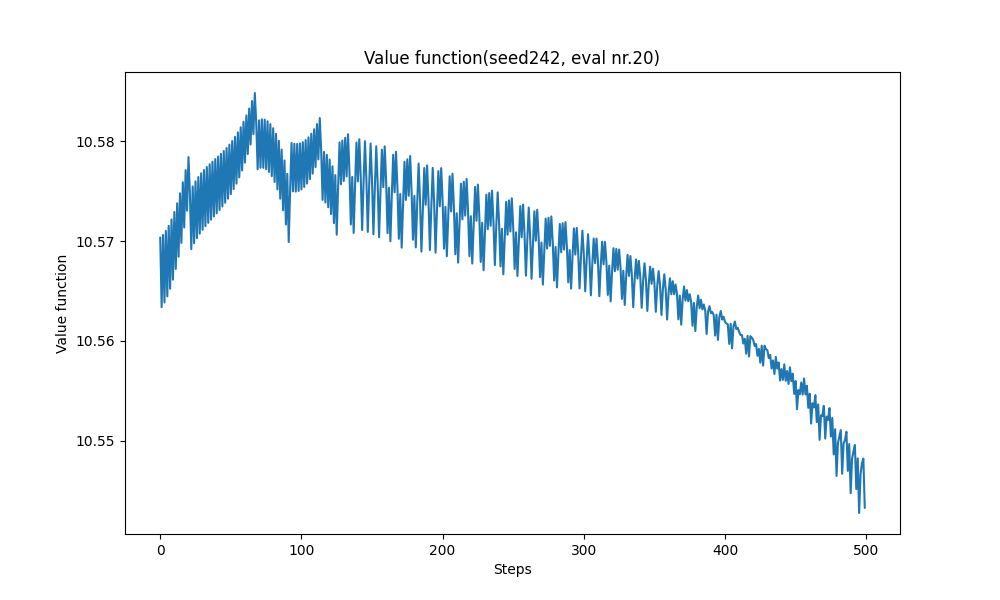 Value function(seed242, eval nr.20)
Value function
10.58
10.57
10.56
10.55
0 100 200 300 400 500
Steps